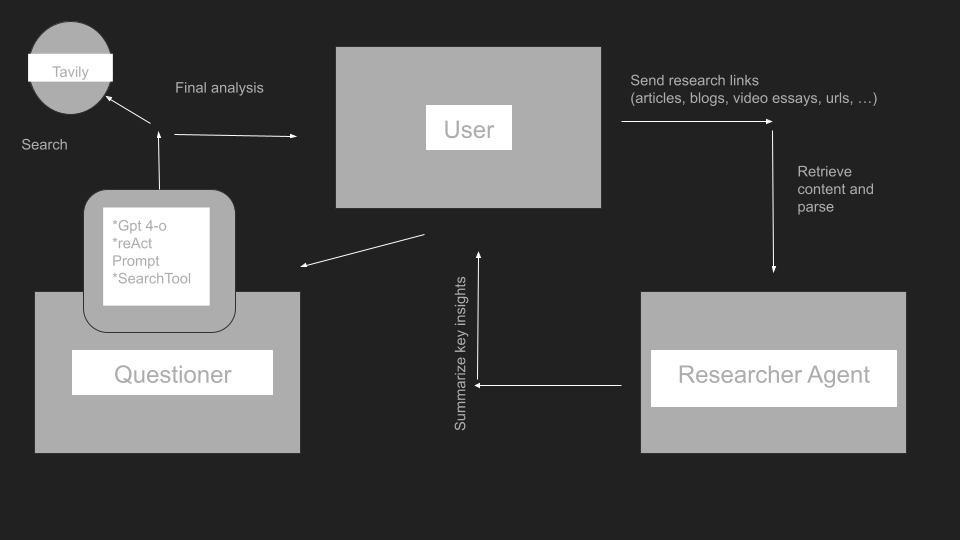 Tavily
Final analysis
Search
User
Send research links
(articles, blogs, video essays, urls, …)
Retrieve
content and
parse
*Gpt 4-o
*reAct
Prompt
*SearchTool
Questioner
Summarize key insights
Researcher Agent